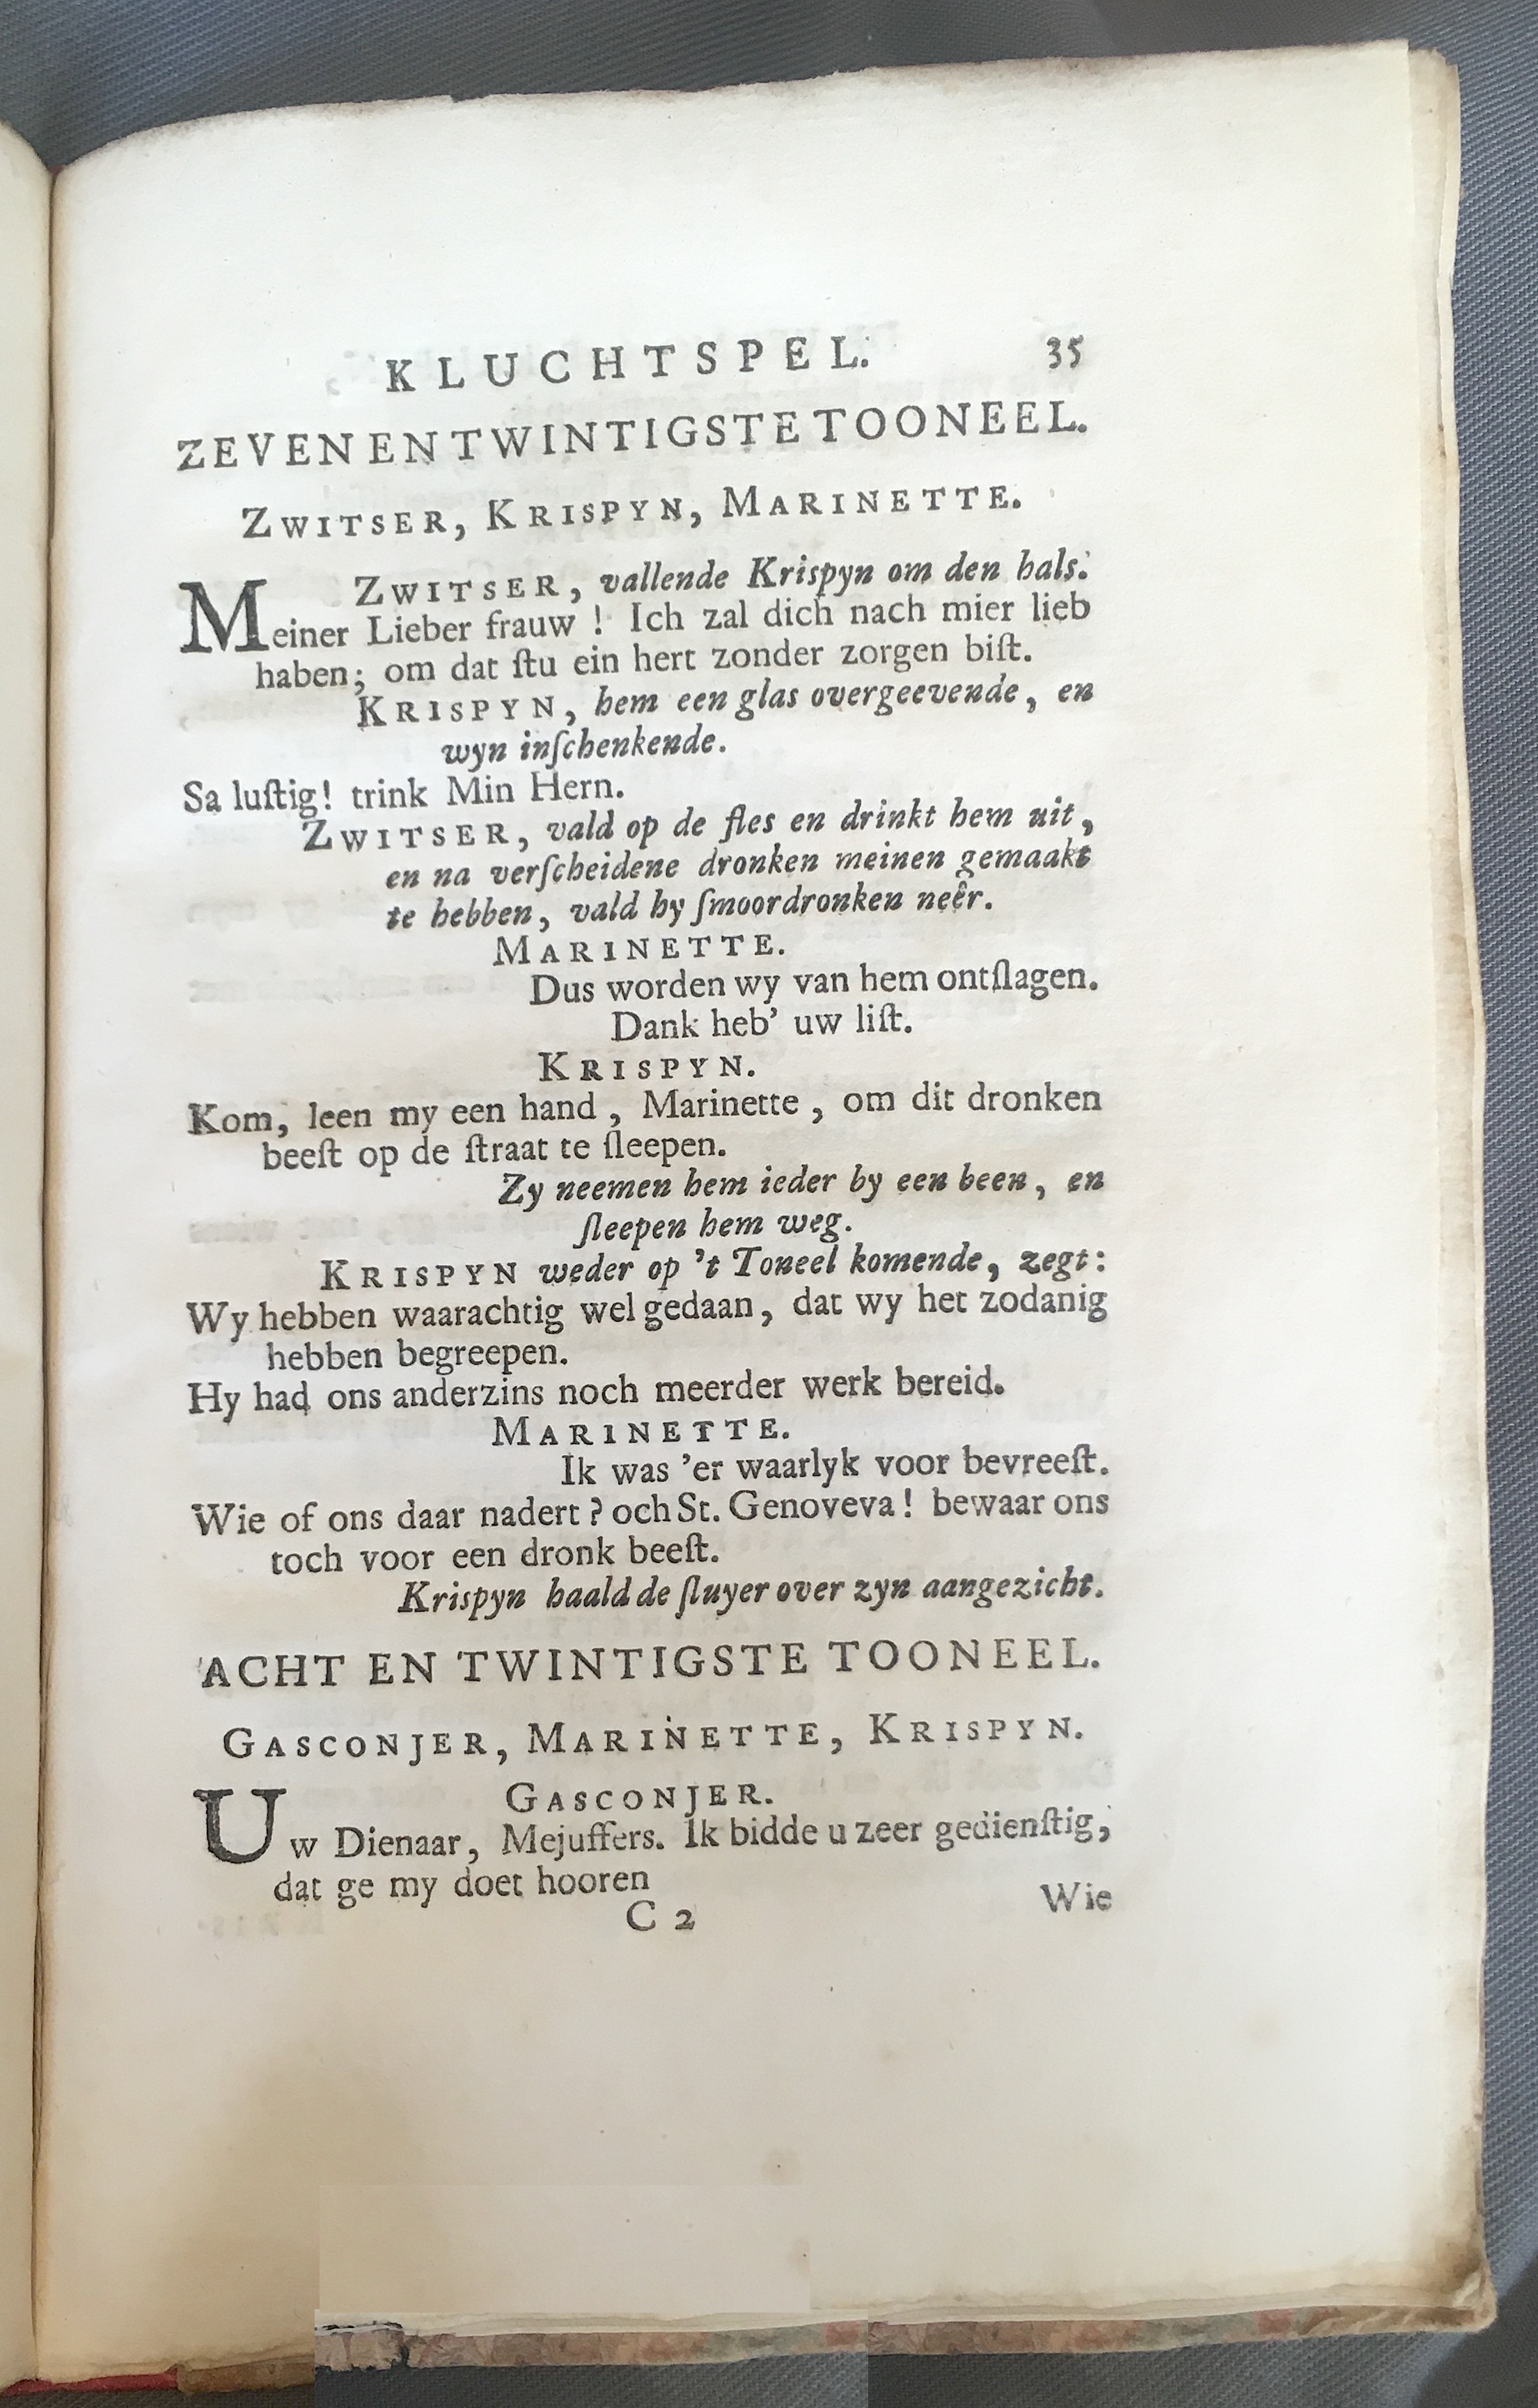 KLUCHTSPEL. 35
ZEVEN EN TWINTIGSTE TOONEEL.
ZWITSER, KRISPYN, MARINETTE.
ZWITSER, vallende Krispyn om den hals.
Meiner Lieber frauw ! Ich zal dich nach mier lieb
haben; om dat ſtu ein hert zonder zorgen biſt.
KRISPYN, hem een glas overgeevende, en
wyn inſchenkende.
Sa luſtig! trink Min Hern.
ZWITSER, vald op de fles en drinkt hem uit,
en na verſcheidene dronken meinen gemaakt
te hebben, vald hy ſmoordronken neêr.
MARINETTE.
Dus worden wy van hem ontſlagen.
Dank heb' uw liſt.
KRISPYN.
Kom, leen my een hand, Marinette, om dit dronken
beeſt op de ſtraat te ſleepen.
Zy neemen hem ieder by een been, en
ſleepen hem weg.
KRISPYN weder op 't Toneel komende, zegt:
Wy hebben waarachtig wel gedaan, dat wy het zodanig
hebben begreepen.
Hy had ons anderzins noch meerder werk bereid.
MARINETTE.
Ik was 'er waarlyk voor bevreeſt.
Wie of ons daar nadert? och St. Genoveva! bewaar ons
toch voor een dronk beeſt.
Krispyn haald de ſluyer over zyn aangezicht.
ACHT EN TWINTIGSTE TOONEEL.
GASCONJER, MARINETTE, KRISPYN.
GASCONJER.
Uw Dienaar, Mejuffers. Ik bidde u zeer gedienſtig,
dat ge my doet hooren
C 2 Wie